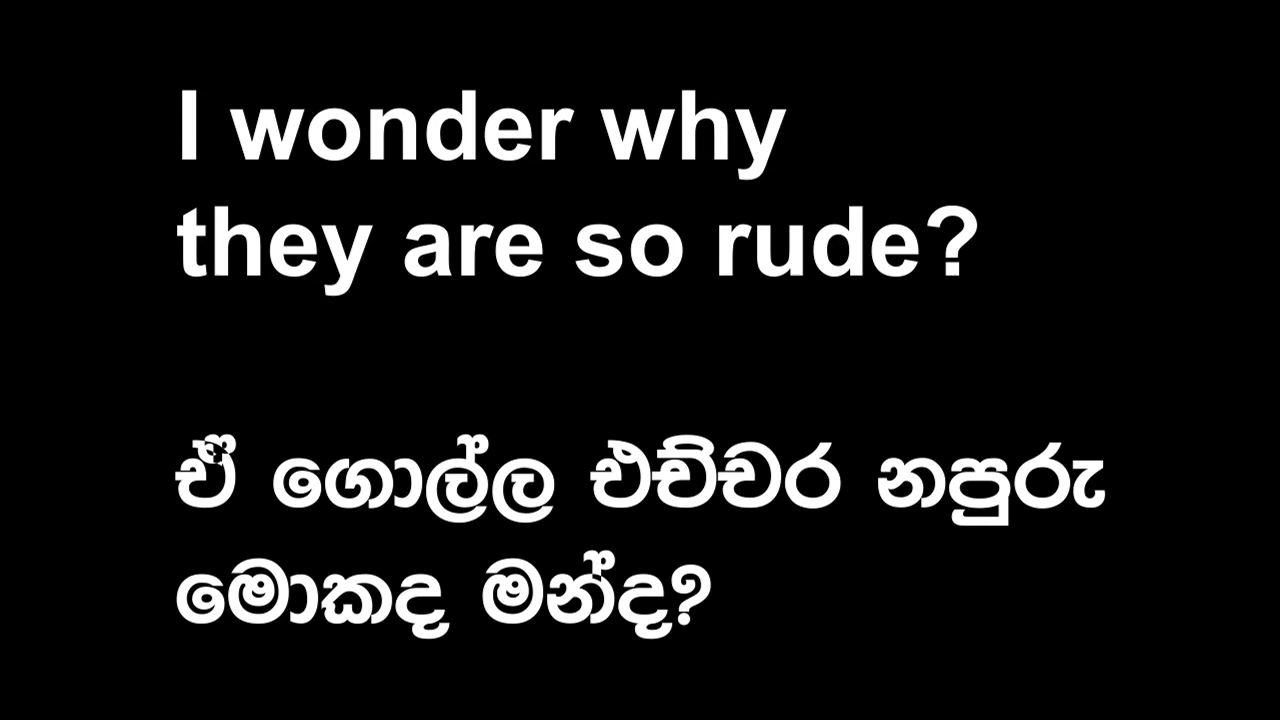 I wonder why
they are so rude?
ඒ ගොල්ල එච්චර නපුරු
මොකද මන්ද?